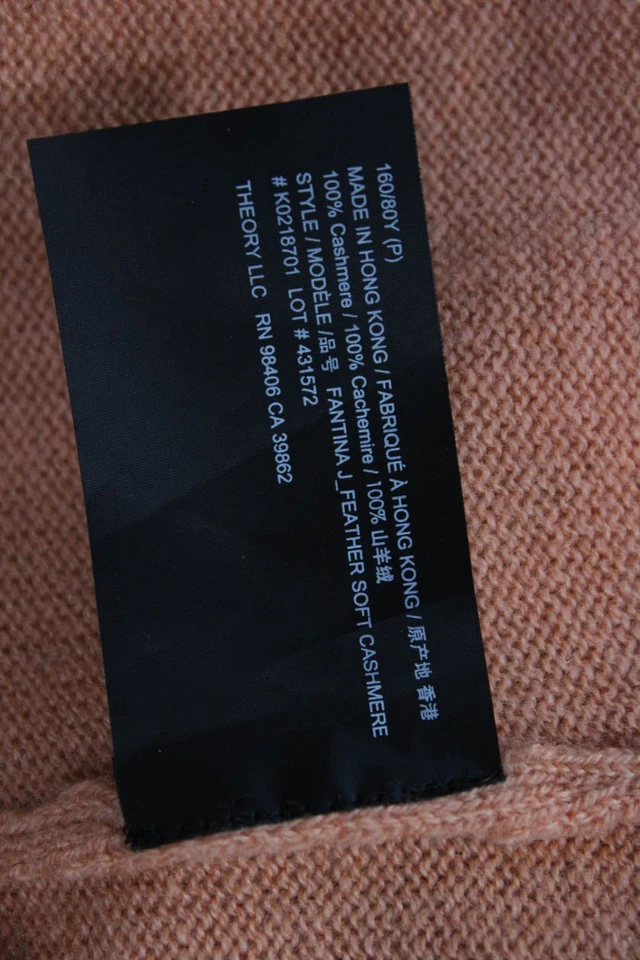 160/80Y (P)
MADE IN HONG KONG / FABRIQUÉ À HONG KONG / 原产地 香港
100% Cashmere / 100% Cachemire / 100% 山羊绒
STYLE / MODÈLE /品号 FANTINA J_FEATHER SOFT CASHMERE
# K0218701 LOT # 431572
THEORY LLC RN 98406 CA 39862